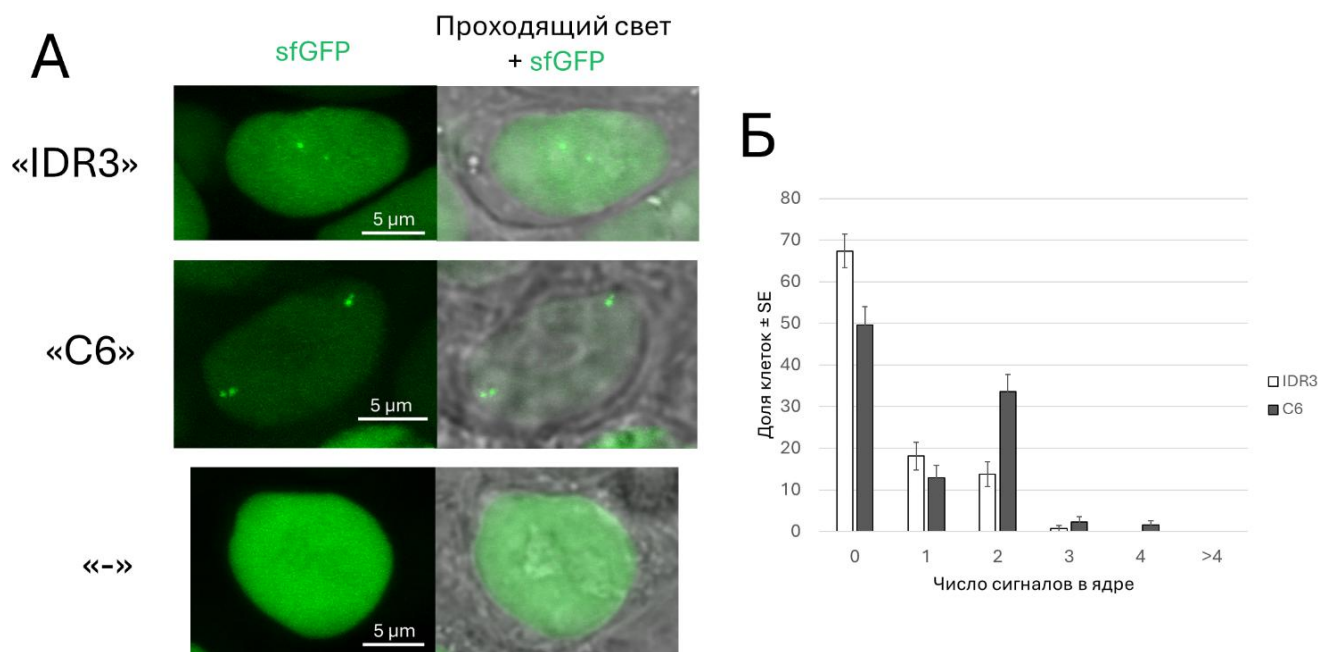 А
sfGFP
Проходящий свет
+ sfGFP
«IDR3»
5 µm
«C6»
5 µm
«-»
5 µm
Б
Доля клеток ± SE
80
70
60
50
40
30
20
10
0
0 1 2 3 4 >4
Число сигналов в ядре
IDR3
C6